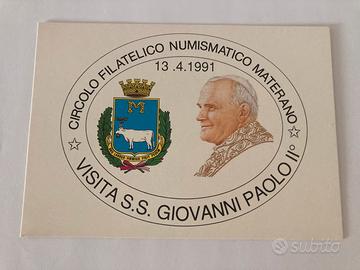 CIRCOLO FILATELICO NUMISMATICO MATERANO
13.4.1991
VISITA S.S. GIOVANNI PAOLO II°
subito